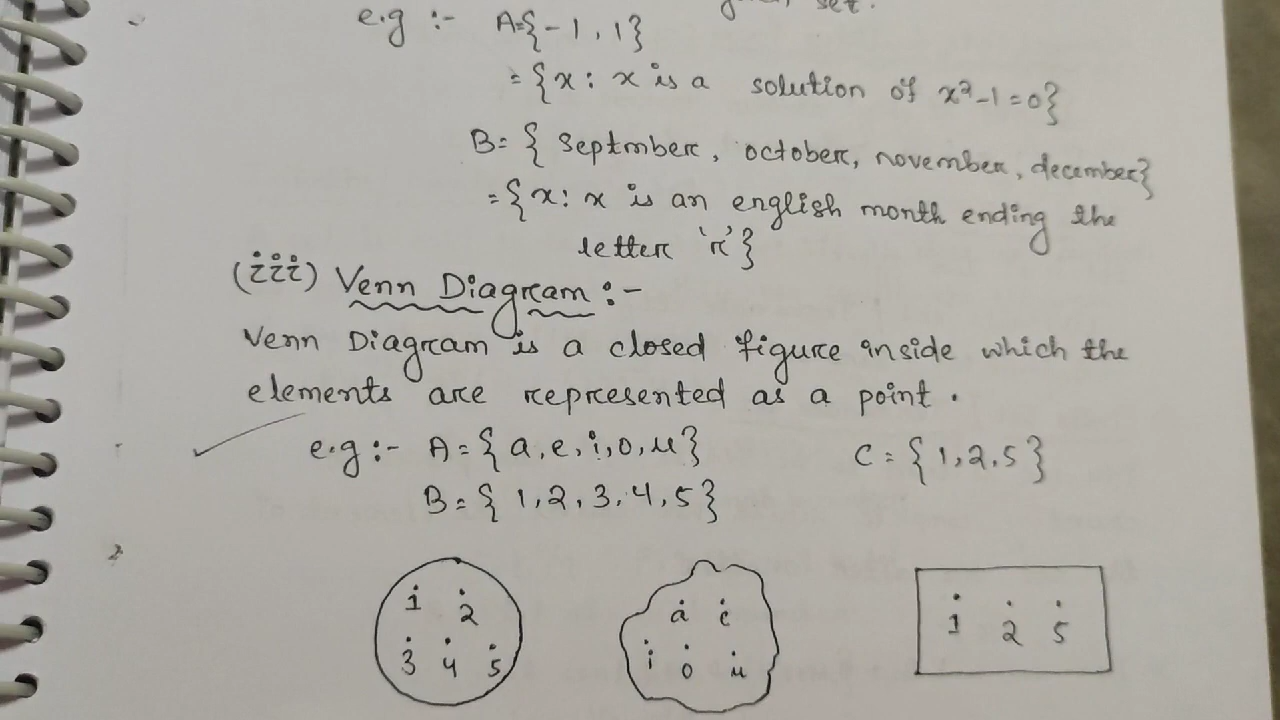 set.
e.g :- A={-1, 1}
= {x : x is a solution of x²-1=0}
B= { Septmber, october, november, december}
= {x : x is an english month ending the
letter 'r'}
(iii) Venn Diagram :-
Venn Diagram is a closed figure inside which the
elements are represented as a point .
e.g :- A = {a, e, i, o, u} C = {1, 2, 5}
B = {1, 2, 3, 4, 5}
1 2 a e 1 2 5
3 4 5 i o u